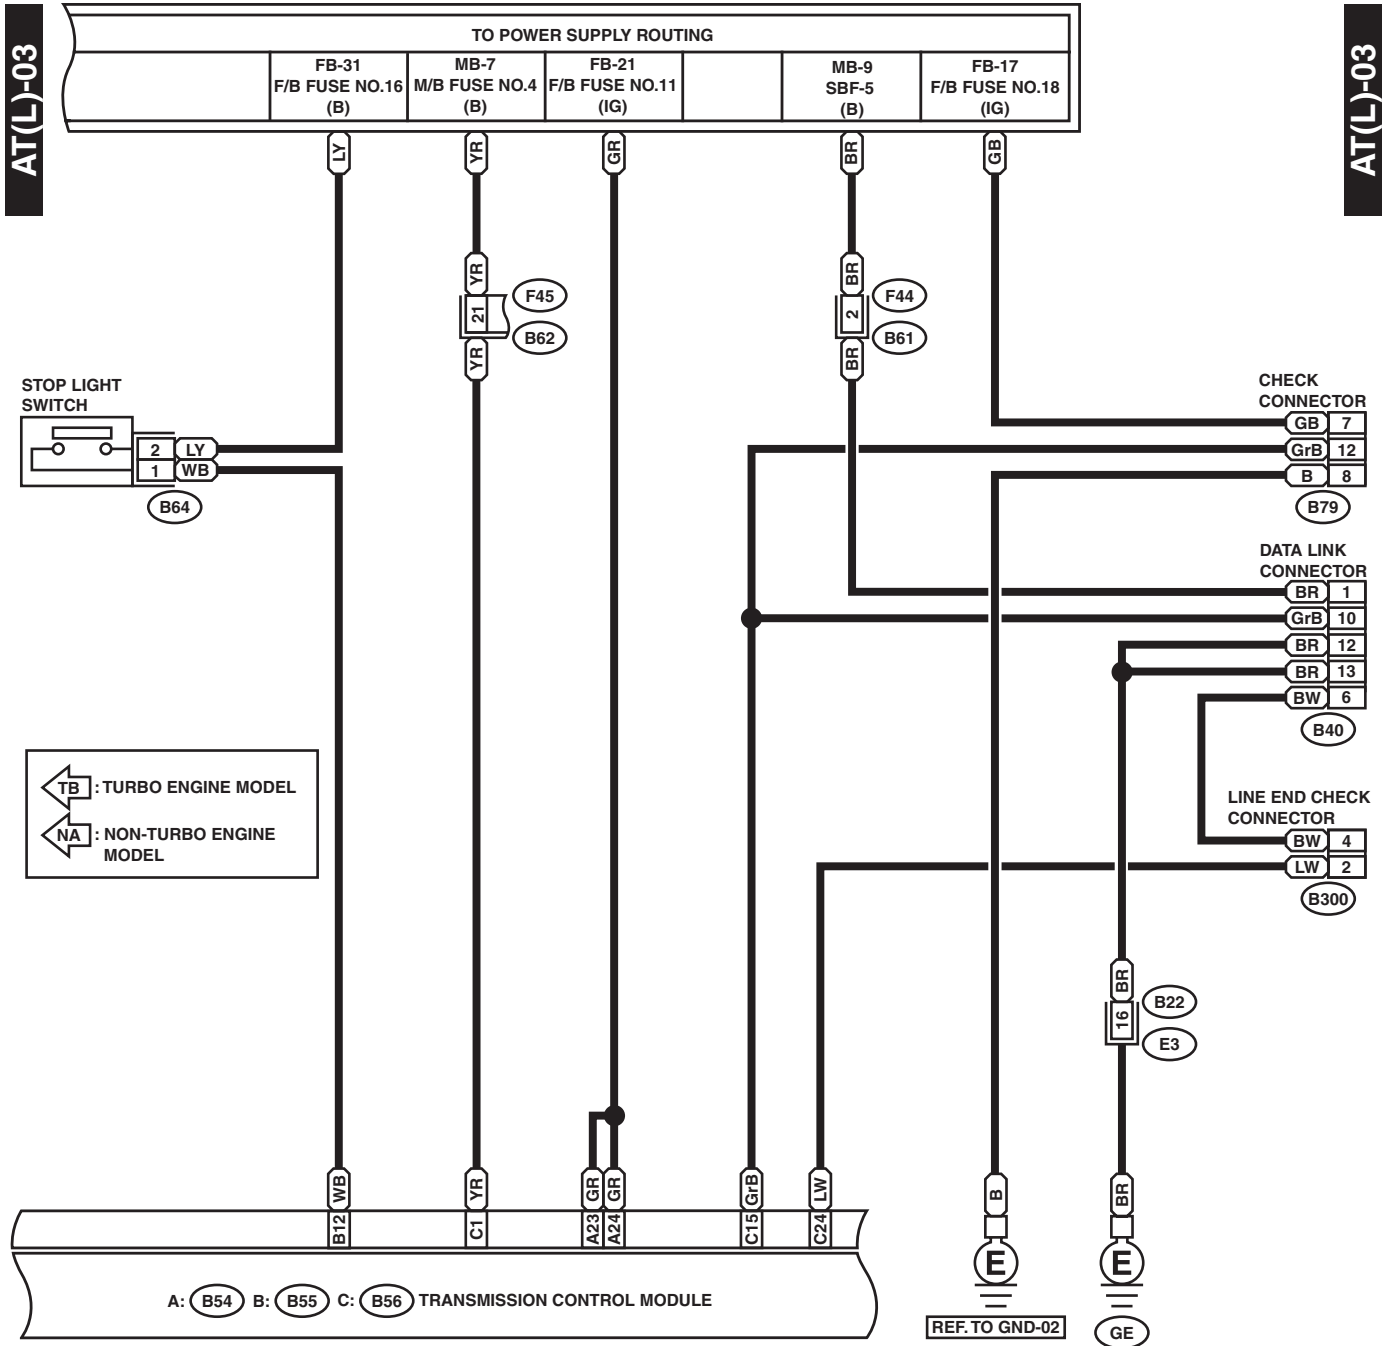 AT(L)-03
AT(L)-03
TO POWER SUPPLY ROUTING
FB-31
F/B FUSE NO.16
(B)
MB-7
M/B FUSE NO.4
(B)
FB-21
F/B FUSE NO.11
(IG)
MB-9
SBF-5
(B)
FB-17
F/B FUSE NO.18
(IG)
LY
YR
GR
BR
GB
YR
21
YR
F45
B62
BR
2
BR
F44
B61
STOP LIGHT
SWITCH
2 LY
1 WB
B64
CHECK
CONNECTOR
GB 7
GrB 12
B 8
B79
DATA LINK
CONNECTOR
BR 1
GrB 10
BR 12
BR 13
BW 6
B40
TB : TURBO ENGINE MODEL
NA : NON-TURBO ENGINE
MODEL
LINE END CHECK
CONNECTOR
BW 4
LW 2
B300
BR
16
B22
E3
WB
B12
YR
C1
GR
A23
GR
A24
GrB
C15
LW
C24
B
E
REF. TO GND-02
BR
E
GE
A: B54 B: B55 C: B56 TRANSMISSION CONTROL MODULE